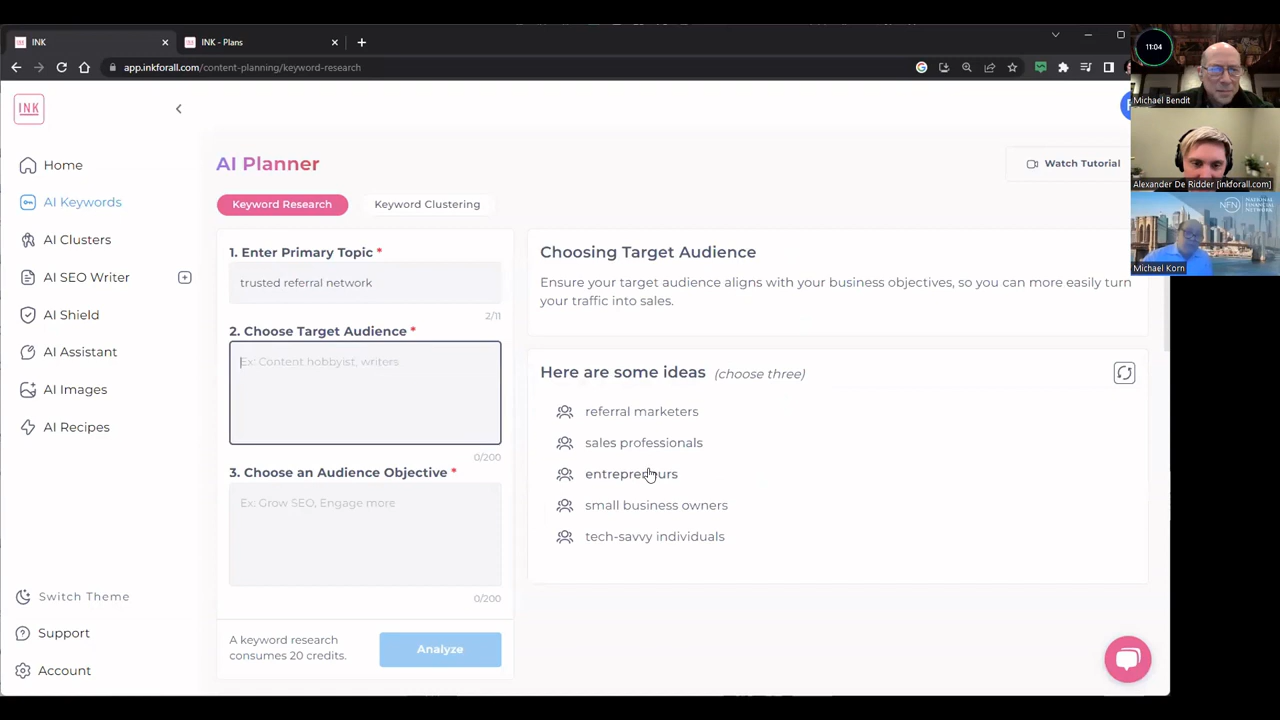 INK
INK - Plans
11:04
app.inkforall.com/content-planning/keyword-research
Michael Bendit
INK
Home
AI Keywords
AI Clusters
AI SEO Writer
AI Shield
AI Assistant
AI Images
AI Recipes
Switch Theme
Support
Account
AI Planner
Watch Tutorial
Keyword Research
Keyword Clustering
1. Enter Primary Topic *
trusted referral network
2/11
2. Choose Target Audience *
Ex: Content hobbyist, writers
0/200
3. Choose an Audience Objective *
Ex: Grow SEO, Engage more
0/200
A keyword research
consumes 20 credits.
Analyze
Choosing Target Audience
Ensure your target audience aligns with your business objectives, so you can more easily turn
your traffic into sales.
Here are some ideas (choose three)
referral marketers
sales professionals
entrepreneurs
small business owners
tech-savvy individuals
Alexander De Ridder [inkforall.com]
NFN
NATIONAL
FINANCIAL
NETWORK
Michael Korn